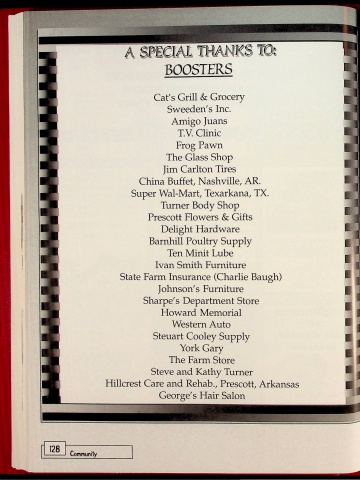 A SPECIAL THANKS TO:
BOOSTERS
Cat's Grill & Grocery
Sweeden's Inc.
Amigo Juans
T.V. Clinic
Frog Pawn
The Glass Shop
Jim Carlton Tires
China Buffet, Nashville, AR.
Super Wal-Mart, Texarkana, TX.
Turner Body Shop
Prescott Flowers & Gifts
Delight Hardware
Barnhill Poultry Supply
Ten Minit Lube
Ivan Smith Furniture
State Farm Insurance (Charlie Baugh)
Johnson's Furniture
Sharpe's Department Store
Howard Memorial
Western Auto
Steuart Cooley Supply
York Gary
The Farm Store
Steve and Kathy Turner
Hillcrest Care and Rehab., Prescott, Arkansas
George's Hair Salon
128 Community